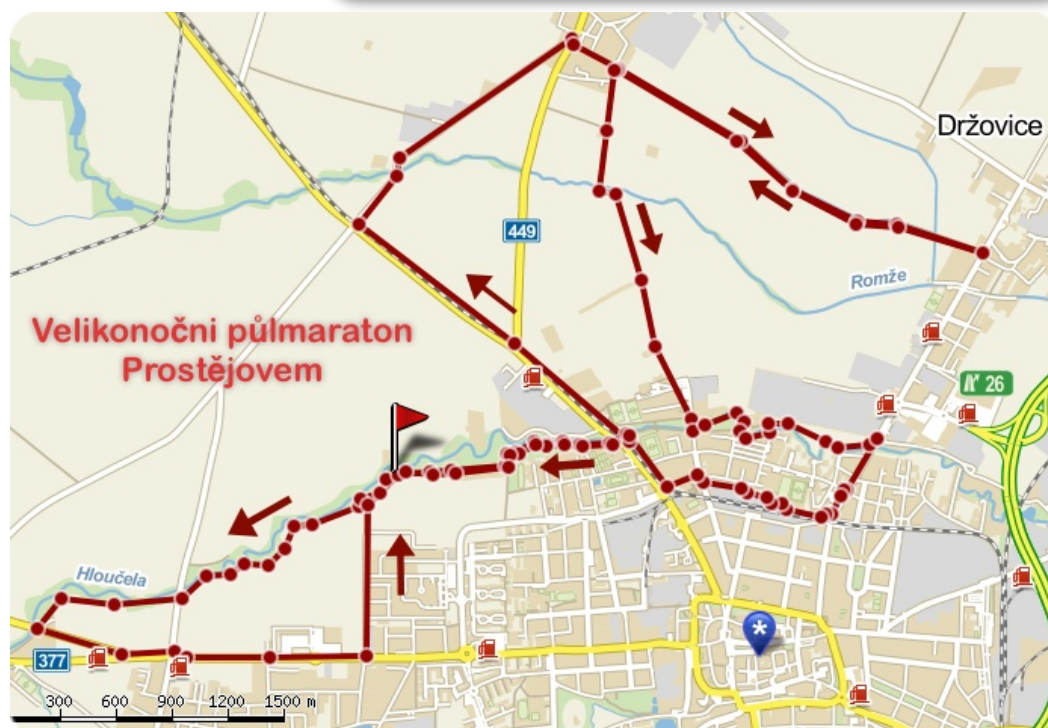 Držovice
449
Romže
Velikonočni půlmaraton
Prostějovem
26
Hloučela
*
377
300 600 900 1200 1500 m